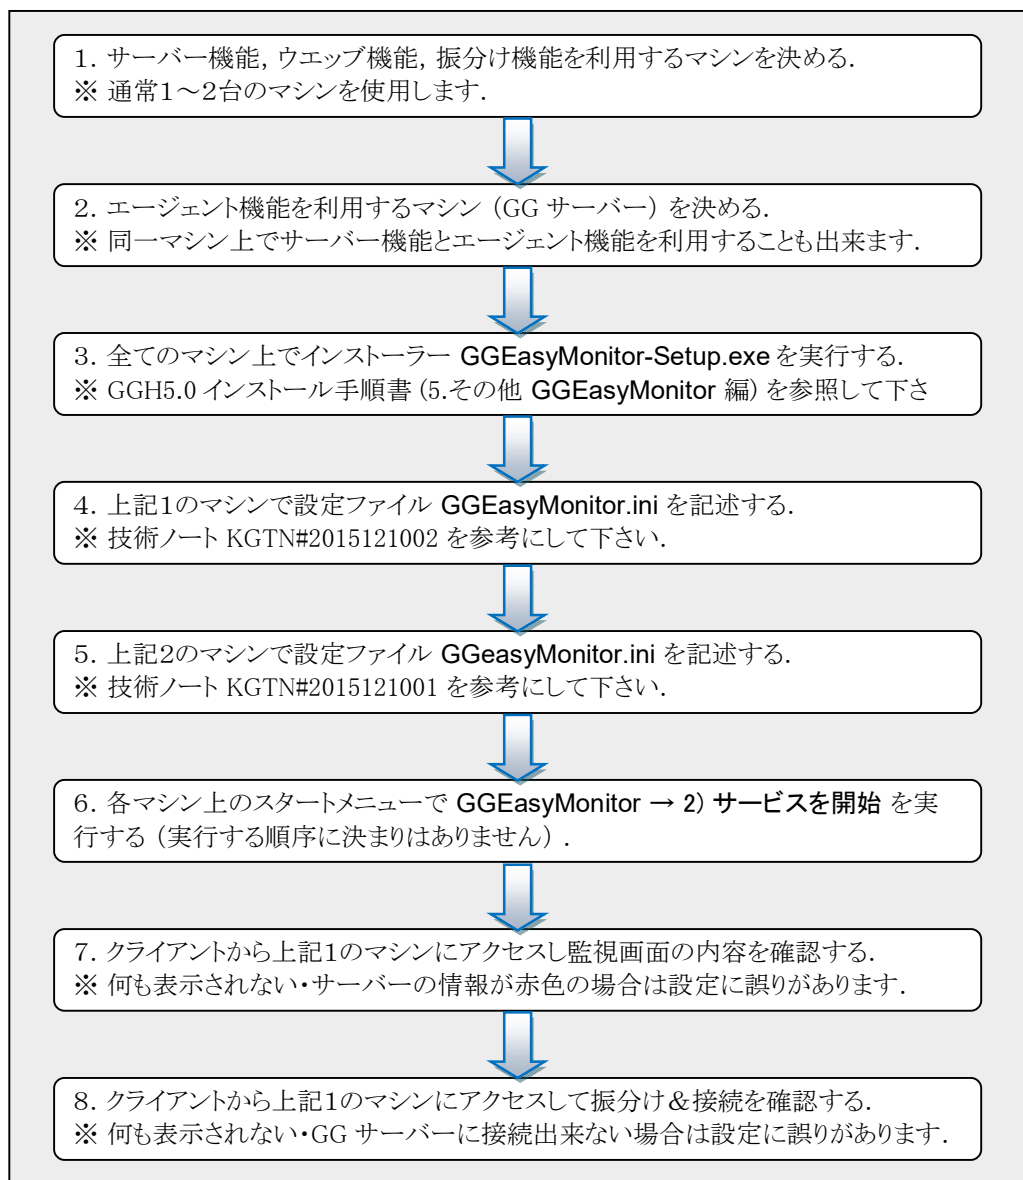 1. サーバー機能, ウエッブ機能, 振分け機能を利用するマシンを決める.
※ 通常1～2台のマシンを使用します.
2. エージェント機能を利用するマシン (GG サーバー) を決める.
※ 同一マシン上でサーバー機能とエージェント機能を利用することも出来ます.
3. 全てのマシン上でインストーラー GGEasyMonitor-Setup.exe を実行する.
※ GGH5.0 インストール手順書 (5.その他 GGEasyMonitor 編) を参照して下さ
4. 上記1のマシンで設定ファイル GGEasyMonitor.ini を記述する.
※ 技術ノート KGTN#2015121002 を参考にして下さい.
5. 上記2のマシンで設定ファイル GGeasyMonitor.ini を記述する.
※ 技術ノート KGTN#2015121001 を参考にして下さい.
6. 各マシン上のスタートメニューで GGEasyMonitor → 2) サービスを開始 を実
行する (実行する順序に決まりはありません) .
7. クライアントから上記1のマシンにアクセスし監視画面の内容を確認する.
※ 何も表示されない・サーバーの情報が赤色の場合は設定に誤りがあります.
8. クライアントから上記1のマシンにアクセスして振分け＆接続を確認する.
※ 何も表示されない・GG サーバーに接続出来ない場合は設定に誤りがあります.